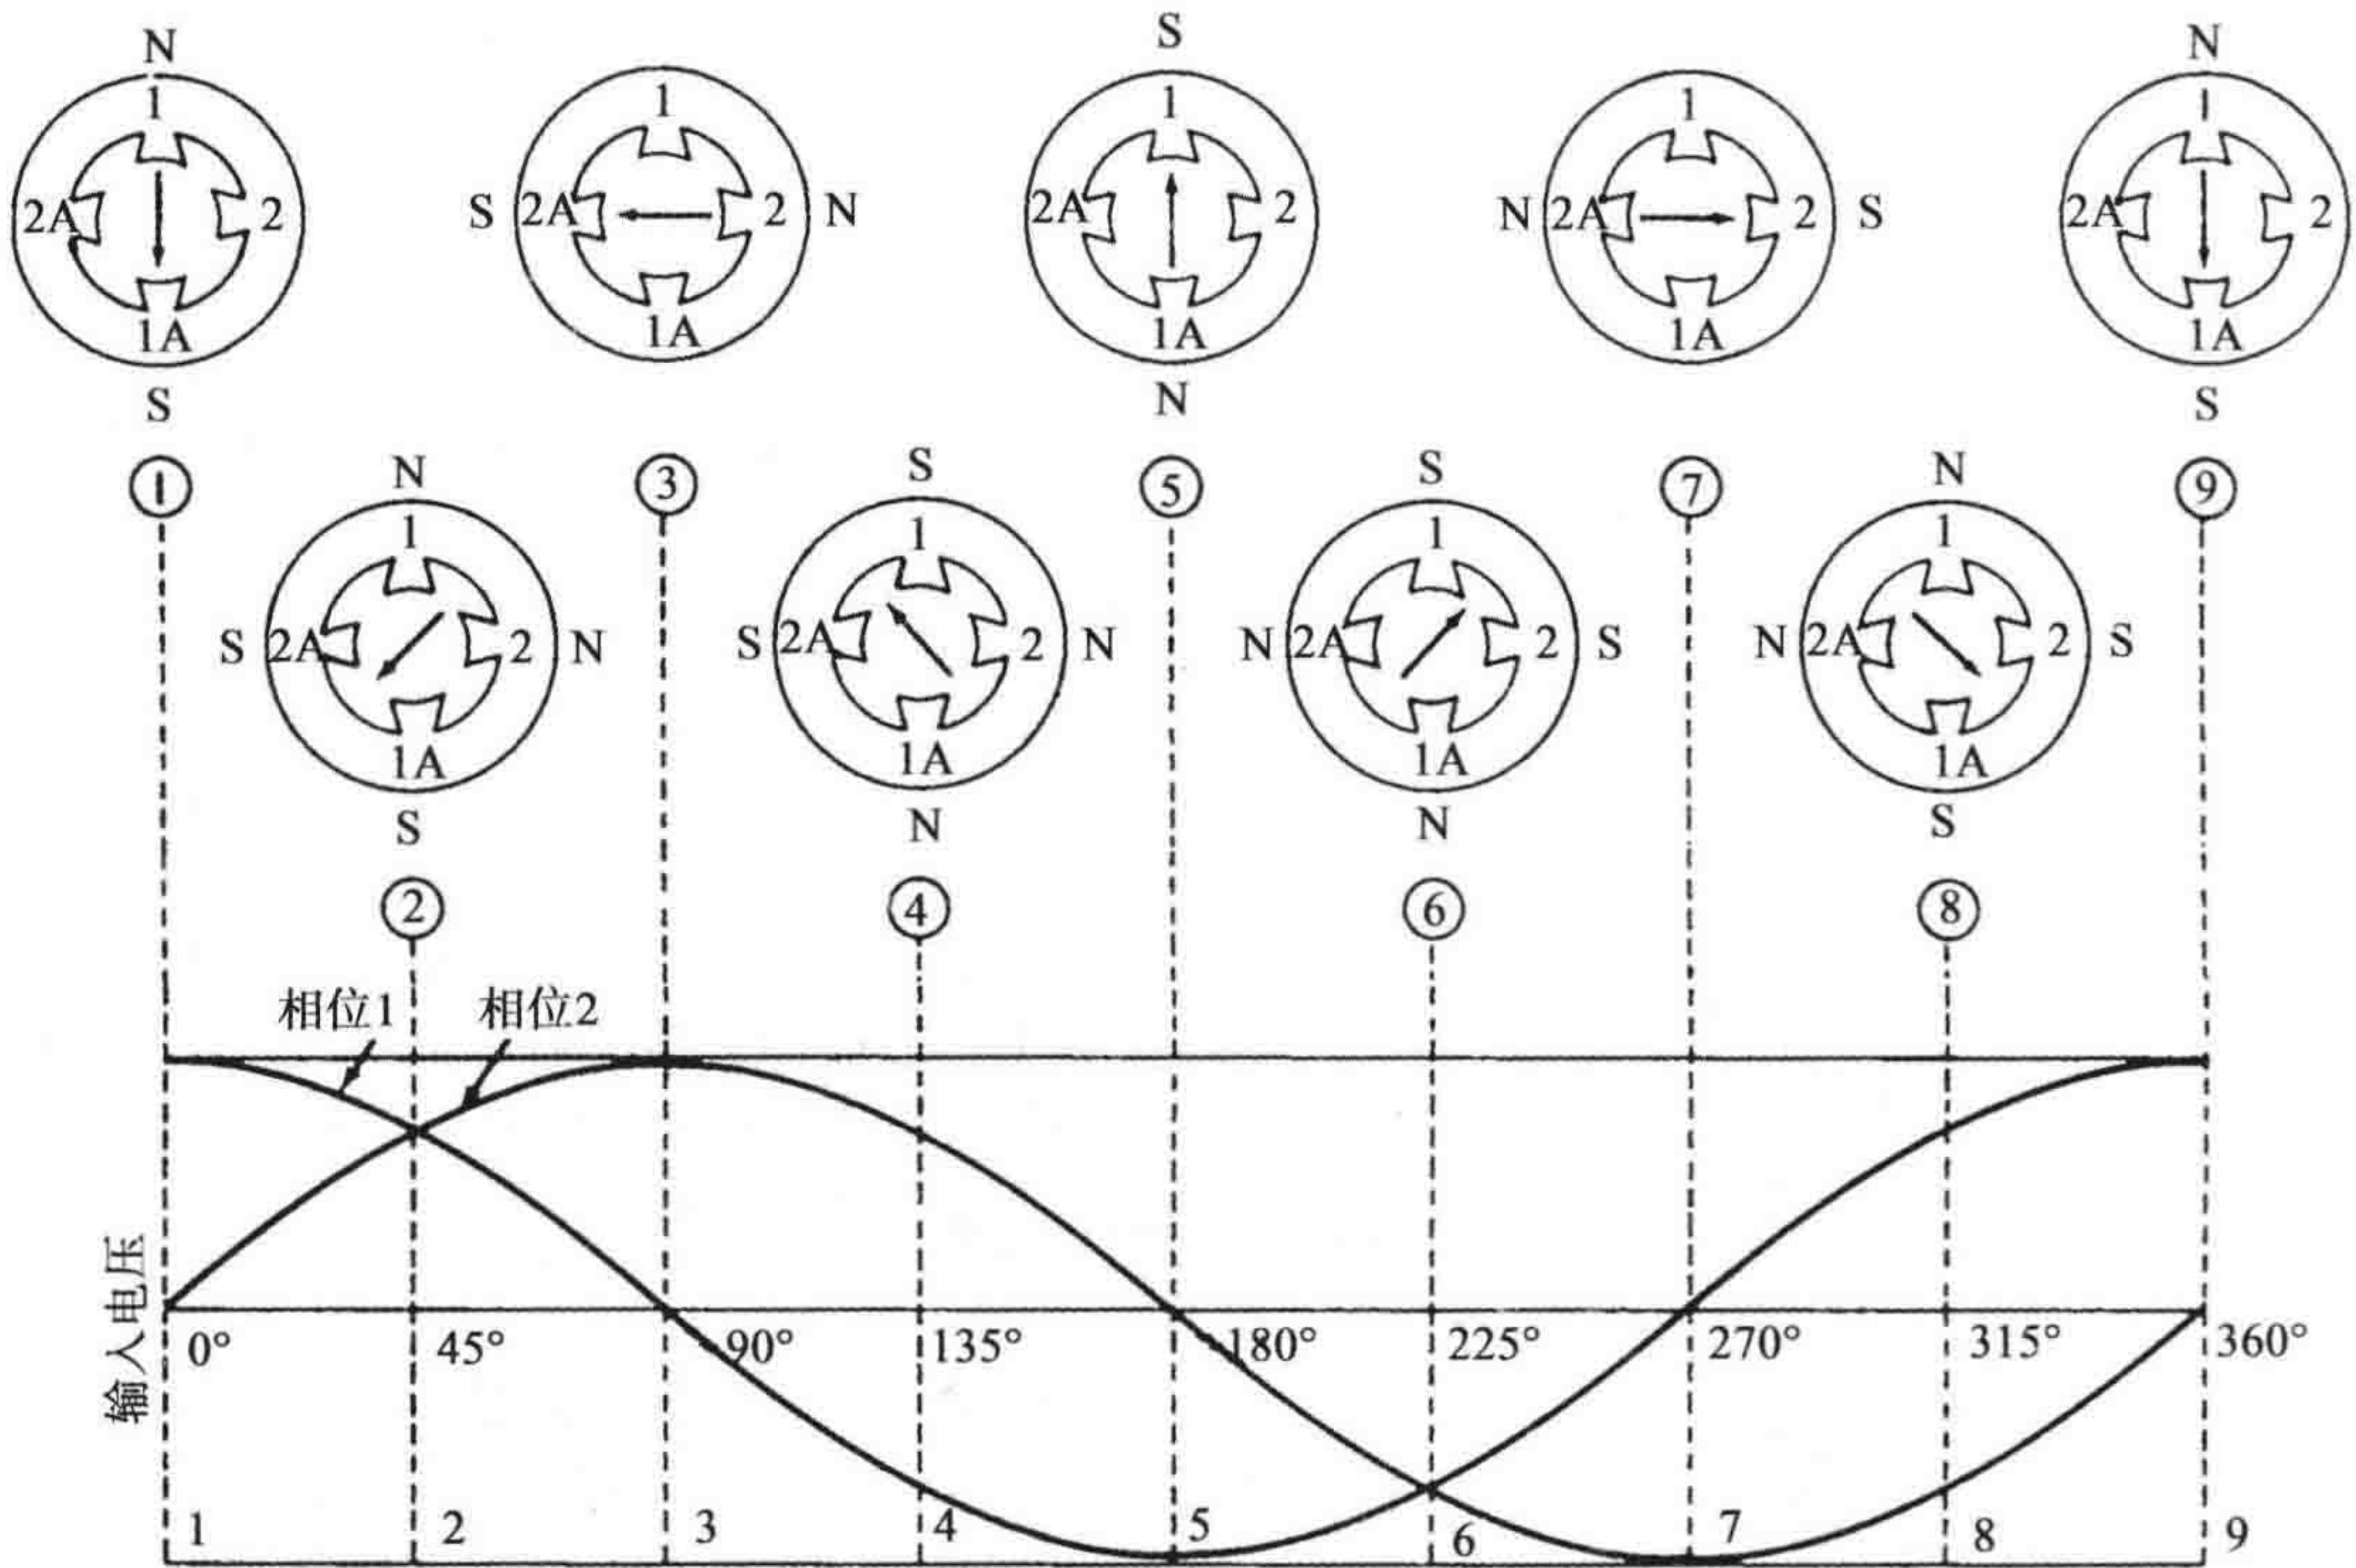 N S N
1 1 1 1 1
2A 2 S 2A 2 N 2A 2 N 2A 2 S 2A 2
1A 1A 1A 1A 1A
S N S
1 3 5 7 9
N S S N
1 1 1 1
S 2A 2 N S 2A 2 N N 2A 2 S N 2A 2 S
1A 1A 1A 1A
S N N S
2 4 6 8
相位1 相位2
输入电压
0° 45° 90° 135° 180° 225° 270° 315° 360°
1 2 3 4 5 6 7 8 9